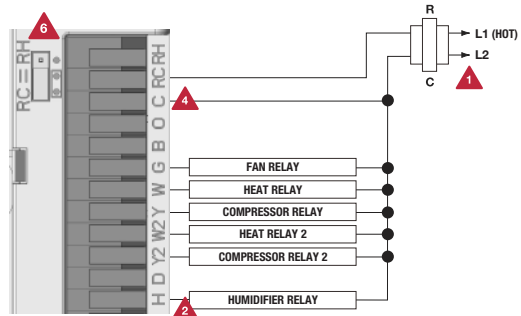 6
RC = RH
RH
RC
C
O
B
G
W
Y
W2
Y2
D
H
4
2
R
C
L1 (HOT)
L2
1
FAN RELAY
HEAT RELAY
COMPRESSOR RELAY
HEAT RELAY 2
COMPRESSOR RELAY 2
HUMIDIFIER RELAY